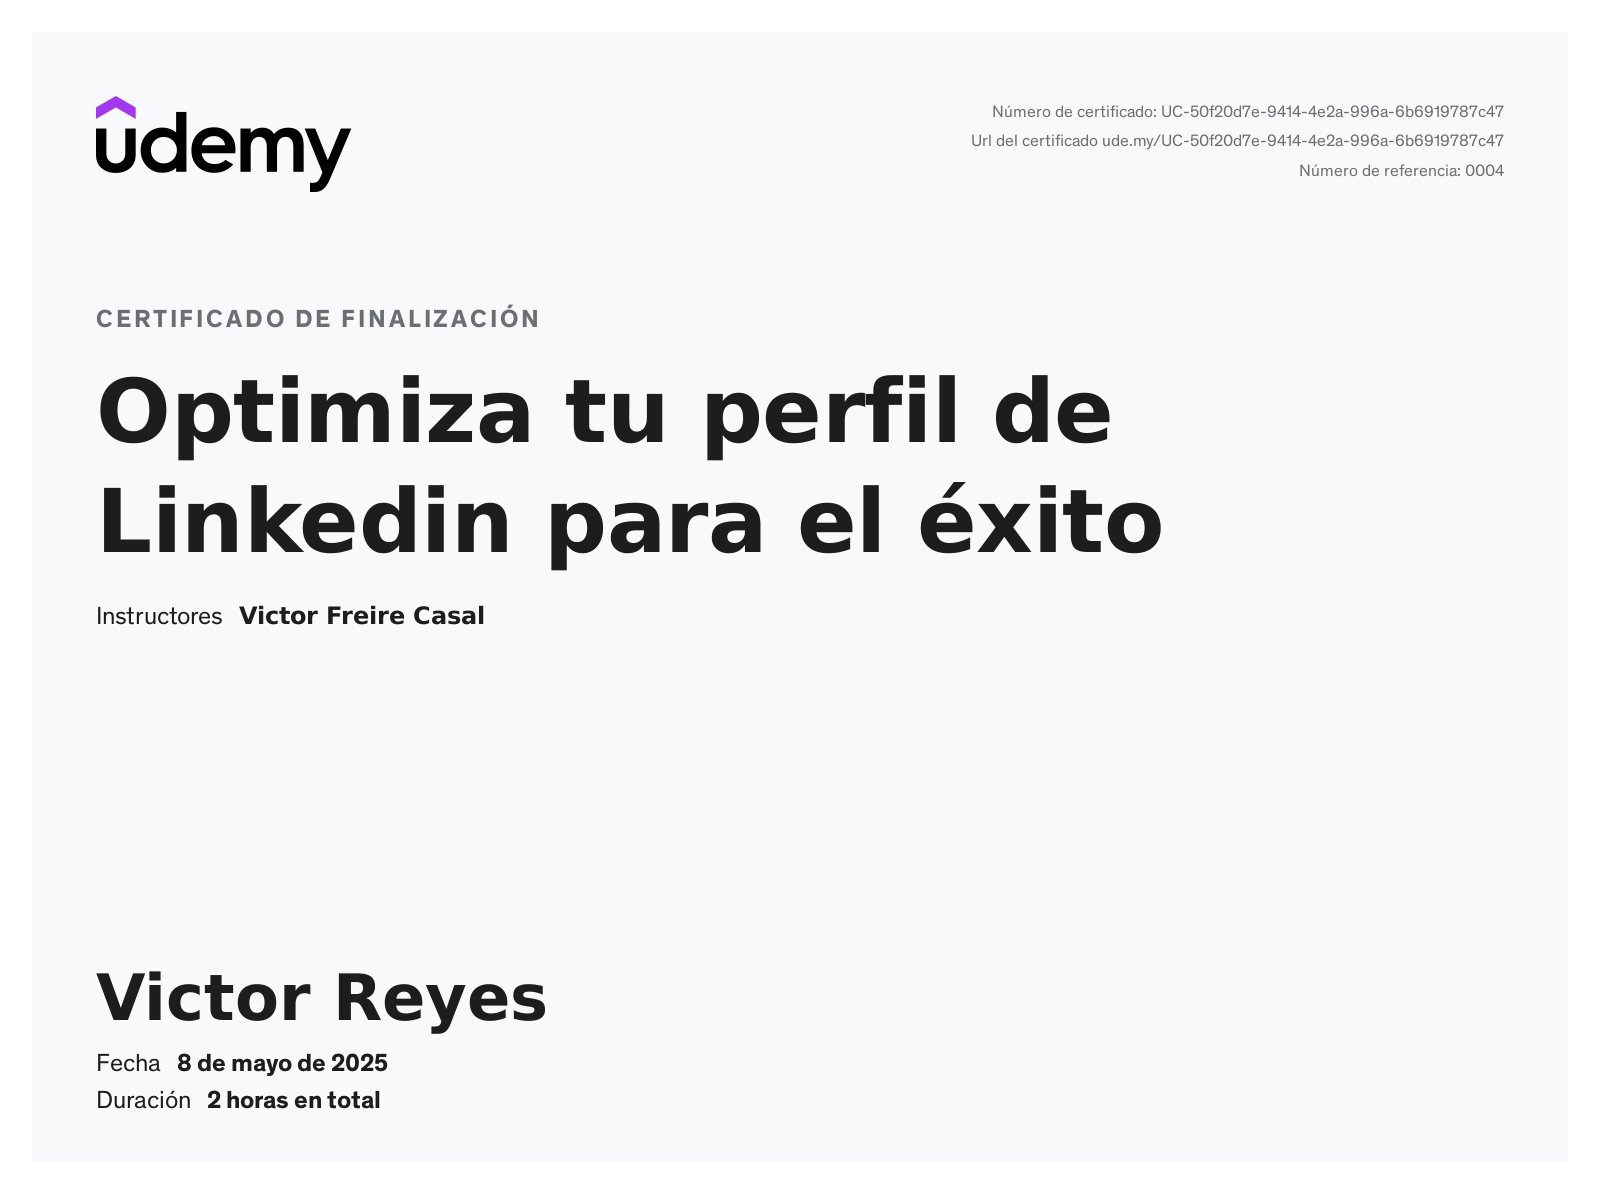 udemy
Número de certificado: UC-50f20d7e-9414-4e2a-996a-6b6919787c47
Url del certificado ude.my/UC-50f20d7e-9414-4e2a-996a-6b6919787c47
Número de referencia: 0004
CERTIFICADO DE FINALIZACIÓN
Optimiza tu perfil de
Linkedin para el éxito
Instructores Victor Freire Casal
Victor Reyes
Fecha 8 de mayo de 2025
Duración 2 horas en total